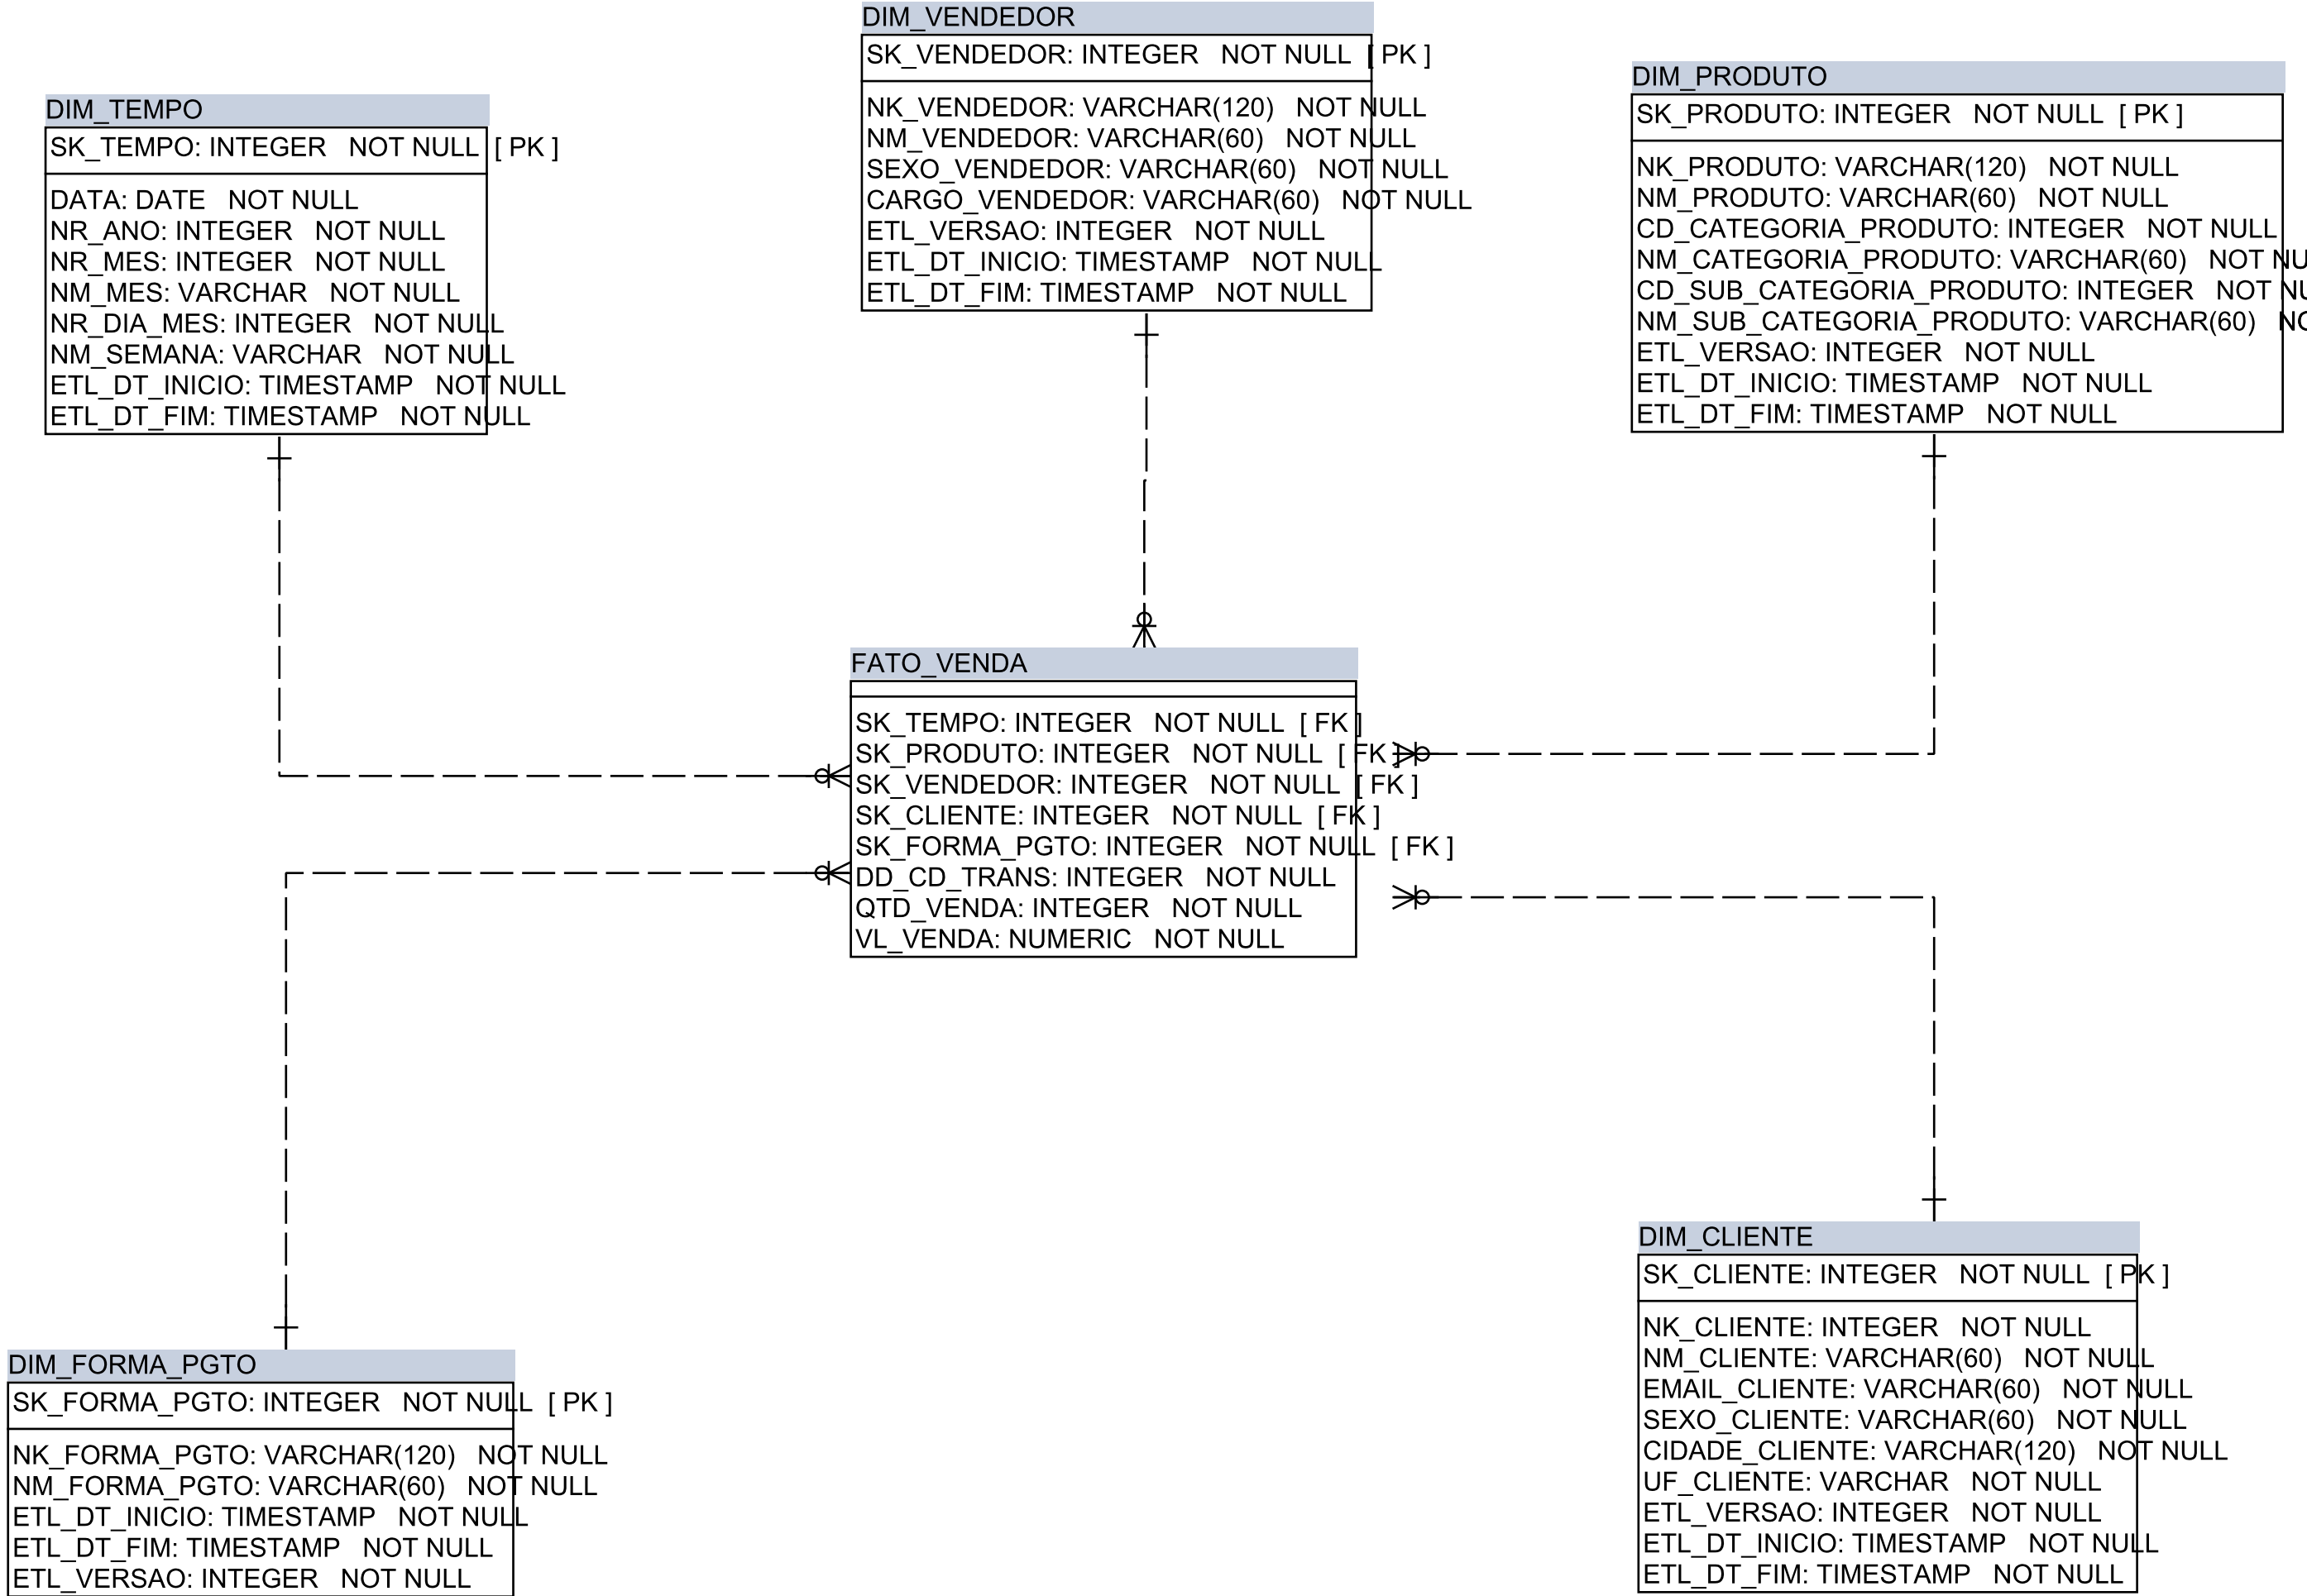 DIM_VENDEDOR
SK_VENDEDOR: INTEGER NOT NULL [ PK ]
NK_VENDEDOR: VARCHAR(120) NOT NULL
NM_VENDEDOR: VARCHAR(60) NOT NULL
SEXO_VENDEDOR: VARCHAR(60) NOT NULL
CARGO_VENDEDOR: VARCHAR(60) NOT NULL
ETL_VERSAO: INTEGER NOT NULL
ETL_DT_INICIO: TIMESTAMP NOT NULL
ETL_DT_FIM: TIMESTAMP NOT NULL
DIM_TEMPO
SK_TEMPO: INTEGER NOT NULL [ PK ]
DATA: DATE NOT NULL
NR_ANO: INTEGER NOT NULL
NR_MES: INTEGER NOT NULL
NM_MES: VARCHAR NOT NULL
NR_DIA_MES: INTEGER NOT NULL
NM_SEMANA: VARCHAR NOT NULL
ETL_DT_INICIO: TIMESTAMP NOT NULL
ETL_DT_FIM: TIMESTAMP NOT NULL
DIM_PRODUTO
SK_PRODUTO: INTEGER NOT NULL [ PK ]
NK_PRODUTO: VARCHAR(120) NOT NULL
NM_PRODUTO: VARCHAR(60) NOT NULL
CD_CATEGORIA_PRODUTO: INTEGER NOT NULL
NM_CATEGORIA_PRODUTO: VARCHAR(60) NOT
CD_SUB_CATEGORIA_PRODUTO: INTEGER NOT
NM_SUB_CATEGORIA_PRODUTO: VARCHAR(60)
ETL_VERSAO: INTEGER NOT NULL
ETL_DT_INICIO: TIMESTAMP NOT NULL
ETL_DT_FIM: TIMESTAMP NOT NULL
FATO_VENDA
SK_TEMPO: INTEGER NOT NULL [ FK ]
SK_PRODUTO: INTEGER NOT NULL [ FK ]
SK_VENDEDOR: INTEGER NOT NULL [ FK ]
SK_CLIENTE: INTEGER NOT NULL [ FK ]
SK_FORMA_PGTO: INTEGER NOT NULL [ FK ]
DD_CD_TRANS: INTEGER NOT NULL
QTD_VENDA: INTEGER NOT NULL
VL_VENDA: NUMERIC NOT NULL
DIM_FORMA_PGTO
SK_FORMA_PGTO: INTEGER NOT NULL [ PK ]
NK_FORMA_PGTO: VARCHAR(120) NOT NULL
NM_FORMA_PGTO: VARCHAR(60) NOT NULL
ETL_DT_INICIO: TIMESTAMP NOT NULL
ETL_DT_FIM: TIMESTAMP NOT NULL
ETL_VERSAO: INTEGER NOT NULL
DIM_CLIENTE
SK_CLIENTE: INTEGER NOT NULL [ PK ]
NK_CLIENTE: INTEGER NOT NULL
NM_CLIENTE: VARCHAR(60) NOT NULL
EMAIL_CLIENTE: VARCHAR(60) NOT NULL
SEXO_CLIENTE: VARCHAR(60) NOT NULL
CIDADE_CLIENTE: VARCHAR(120) NOT NULL
UF_CLIENTE: VARCHAR NOT NULL
ETL_VERSAO: INTEGER NOT NULL
ETL_DT_INICIO: TIMESTAMP NOT NULL
ETL_DT_FIM: TIMESTAMP NOT NULL